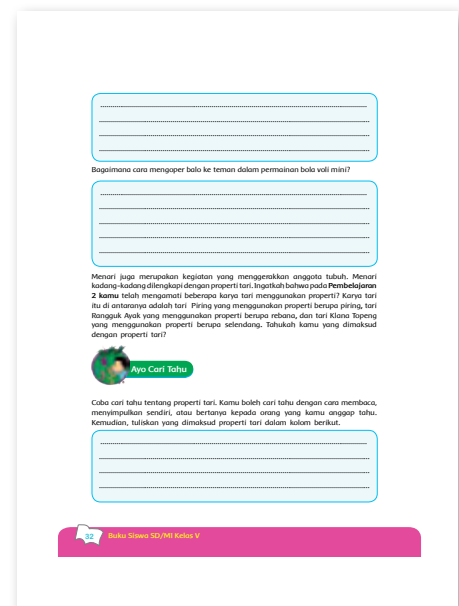 Bagaimana cara mengoper balo ke teman dalam permainan bola voli mini?
Menari juga merupakan kegiatan yang menggerakkan anggota tubuh. Menari
kadang-kadang dilengkapi dengan properti tari. Ingatkah bahwa pada Pembelajaran
2 kamu telah mengamati beberapa karya tari menggunakan properti? Karya tari
itu di antaranya adalah tari Piring yang menggunakan properti berupa piring, tari
Rangguk Ayak yang menggunakan properti berupa rebana, dan tari Klana Topeng
yang menggunakan properti berupa selendang. Tahukah kamu yang dimaksud
dengan properti tari?
Ayo Cari Tahu
Coba cari tahu tentang properti tari. Kamu boleh cari tahu dengan cara membaca,
menyimpulkan sendiri, atau bertanya kepada orang yang kamu anggap tahu.
Kemudian, tuliskan yang dimaksud properti tari dalam kolom berikut.
32 Buku Siswa SD/MI Kelas V